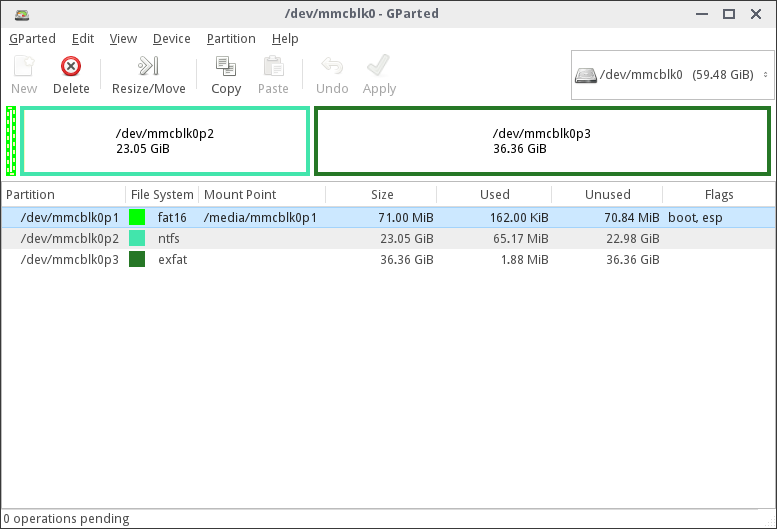 /dev/mmcblk0 - GParted
GParted Edit View Device Partition Help
New Delete Resize/Move Copy Paste Undo Apply
/dev/mmcblk0 (59.48 GiB)
/dev/mmcblk0p2
23.05 GiB
/dev/mmcblk0p3
36.36 GiB
Partition File System Mount Point Size Used Unused Flags
/dev/mmcblk0p1 fat16 /media/mmcblk0p1 71.00 MiB 162.00 KiB 70.84 MiB boot, esp
/dev/mmcblk0p2 ntfs 23.05 GiB 65.17 MiB 22.98 GiB
/dev/mmcblk0p3 exfat 36.36 GiB 1.88 MiB 36.36 GiB
0 operations pending